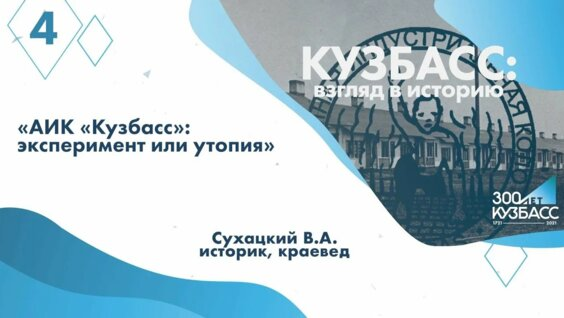 4
КУЗБАСС:
взгляд в историю
«АИК «Кузбасс»:
эксперимент или утопия»
300 ЛЕТ
КУЗБАСС
1721 2021
Сухацкий В.А.
историк, краевед